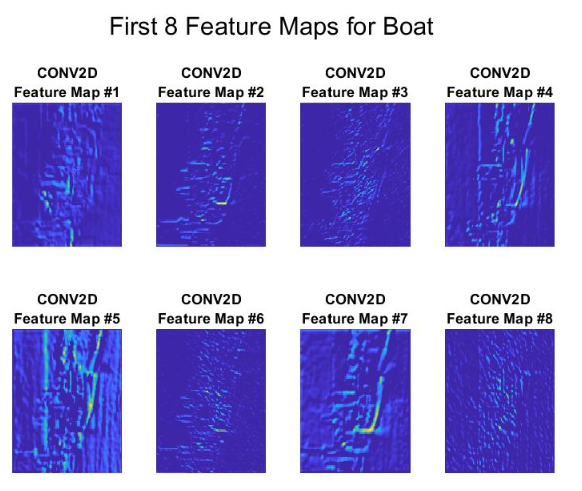 First 8 Feature Maps for Boat
CONV2D
Feature Map #1
CONV2D
Feature Map #2
CONV2D
Feature Map #3
CONV2D
Feature Map #4
CONV2D
Feature Map #5
CONV2D
Feature Map #6
CONV2D
Feature Map #7
CONV2D
Feature Map #8